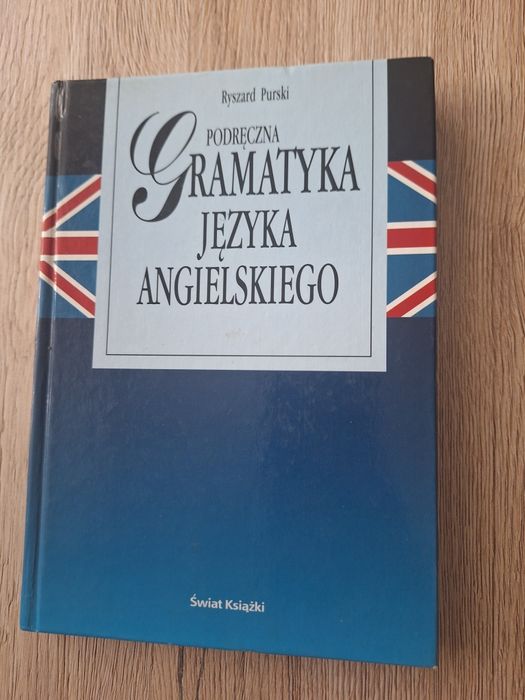 Ryszard Purski
PODRĘCZNA
GRAMATYKA
JĘZYKA
ANGIELSKIEGO
Świat Książki